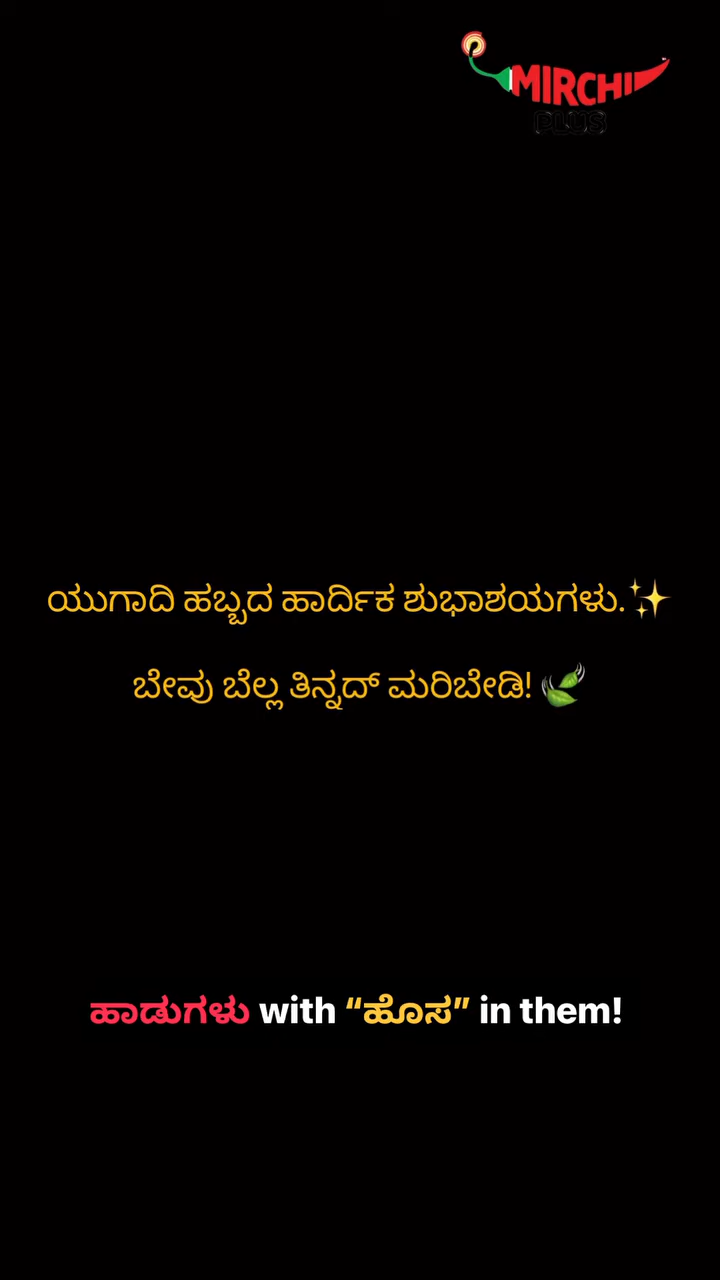 MIRCHI
PLUS
ಯುಗಾದಿ ಹಬ್ಬದ ಹಾರ್ದಿಕ ಶುಭಾಶಯಗಳು.✨
ಬೇವು ಬೆಲ್ಲ ತಿನ್ನದ್ ಮರಿಬೇಡಿ! 🍃
ಹಾಡುಗಳು with “ಹೊಸ” in them!